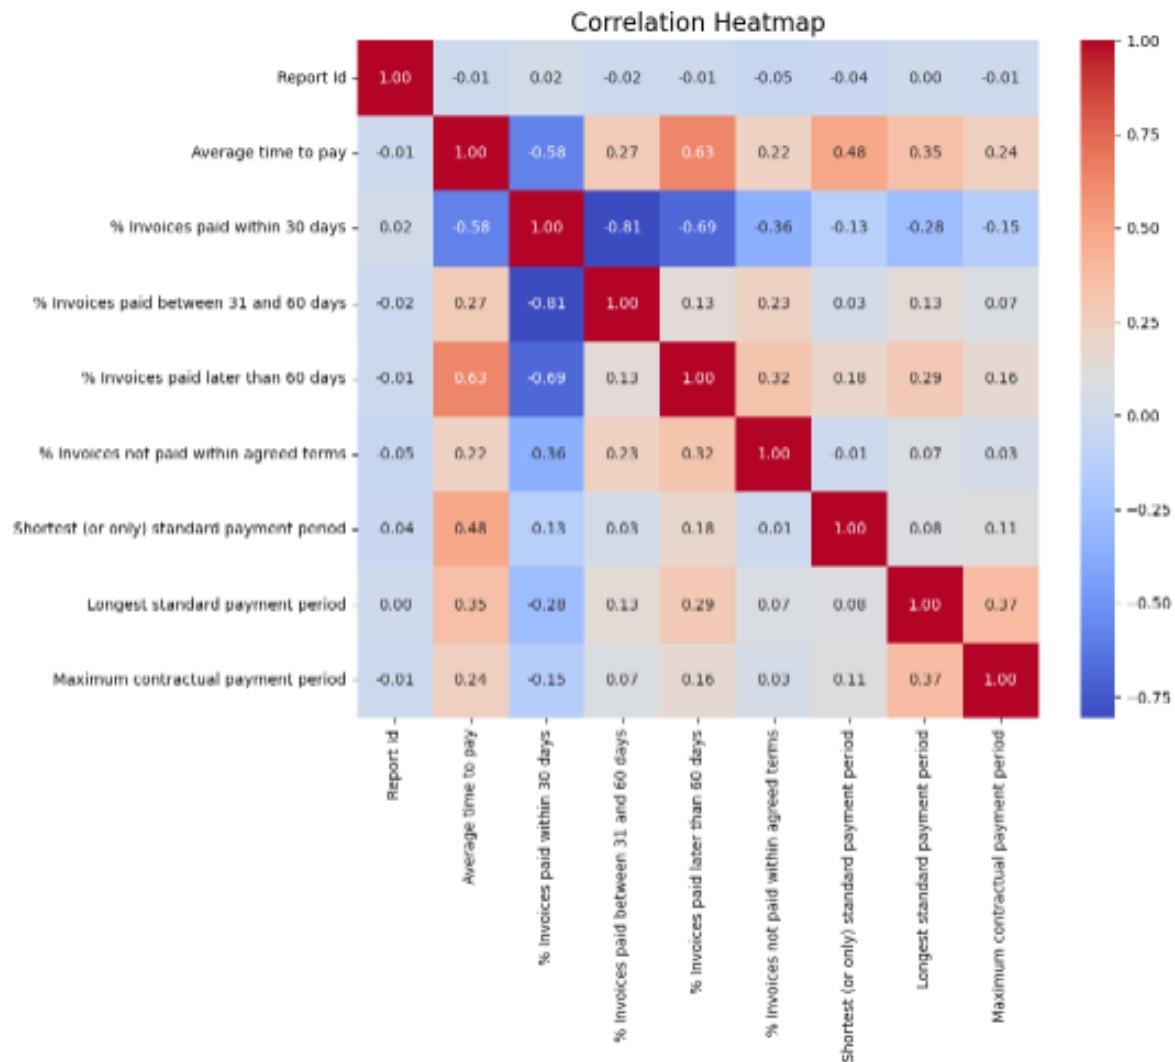 Correlation Heatmap
Report Id 1.00 -0.01 0.02 -0.02 -0.01 -0.05 -0.04 0.00 -0.01
Average time to pay -0.01 1.00 -0.58 0.27 0.63 0.22 0.48 0.35 0.24
% Invoices paid within 30 days 0.02 -0.58 1.00 -0.81 -0.69 -0.36 -0.13 -0.28 -0.15
% Invoices paid between 31 and 60 days -0.02 0.27 -0.81 1.00 0.13 0.23 0.03 0.13 0.07
% Invoices paid later than 60 days -0.01 0.63 -0.69 0.13 1.00 0.32 0.18 0.29 0.16
% Invoices not paid within agreed terms -0.05 0.22 -0.36 0.23 0.32 1.00 -0.01 0.07 0.03
Shortest (or only) standard payment period -0.04 0.48 -0.13 0.03 0.18 -0.01 1.00 0.08 0.11
Longest standard payment period 0.00 0.35 -0.28 0.13 0.29 0.07 0.08 1.00 0.37
Maximum contractual payment period -0.01 0.24 -0.15 0.07 0.16 0.03 0.11 0.37 1.00
Report Id
Average time to pay
% Invoices paid within 30 days
% Invoices paid between 31 and 60 days
% Invoices paid later than 60 days
% Invoices not paid within agreed terms
Shortest (or only) standard payment period
Longest standard payment period
Maximum contractual payment period
1.00
0.75
0.50
0.25
0.00
−0.25
−0.50
−0.75